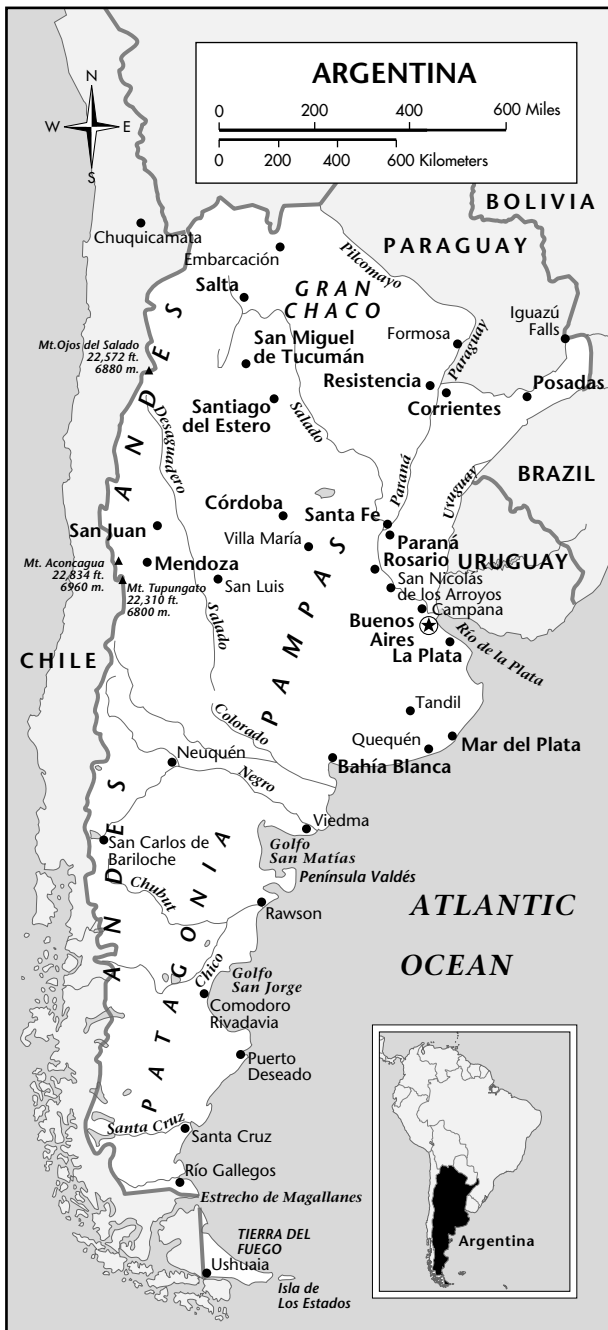 ARGENTINA
0 200 400 600 Miles
0 200 400 600 Kilometers
N
W E
S
BOLIVIA
PARAGUAY
Chuquicamata
Embarcación
Pilcomayo
Salta
GRAN
CHACO
Iguazú
Falls
Formosa
Paraguay
Mt.Ojos del Salado
22,572 ft.
6880 m.
San Miguel
de Tucumán
Resistencia
Corrientes
Posadas
Santiago
del Estero
Salado
Desaguadero
ANDES
Paraná
Uruguay
BRAZIL
Córdoba
Santa Fe
San Juan
Villa María
Paraná
URUGUAY
Rosario
Mt. Aconcagua
22,834 ft.
6960 m.
Mendoza
Mt. Tupungato
22,310 ft.
6800 m.
San Luis
San Nicolás
de los Arroyos
Campana
Salado
PAMPAS
Buenos
Aires
La Plata
Río de la Plata
CHILE
Tandil
Colorado
Quequén
Mar del Plata
Neuquén
Bahía Blanca
Negro
Viedma
San Carlos de
Bariloche
Golfo
San Matías
Península Valdés
Chubut
Rawson
ANDES
PATAGONIA
ATLANTIC
OCEAN
Chico
Golfo
San Jorge
Comodoro
Rivadavia
Puerto
Deseado
Santa Cruz
Santa Cruz
Río Gallegos
Estrecho de Magallanes
TIERRA DEL
FUEGO
Ushuaia
Isla de
Los Estados
Argentina